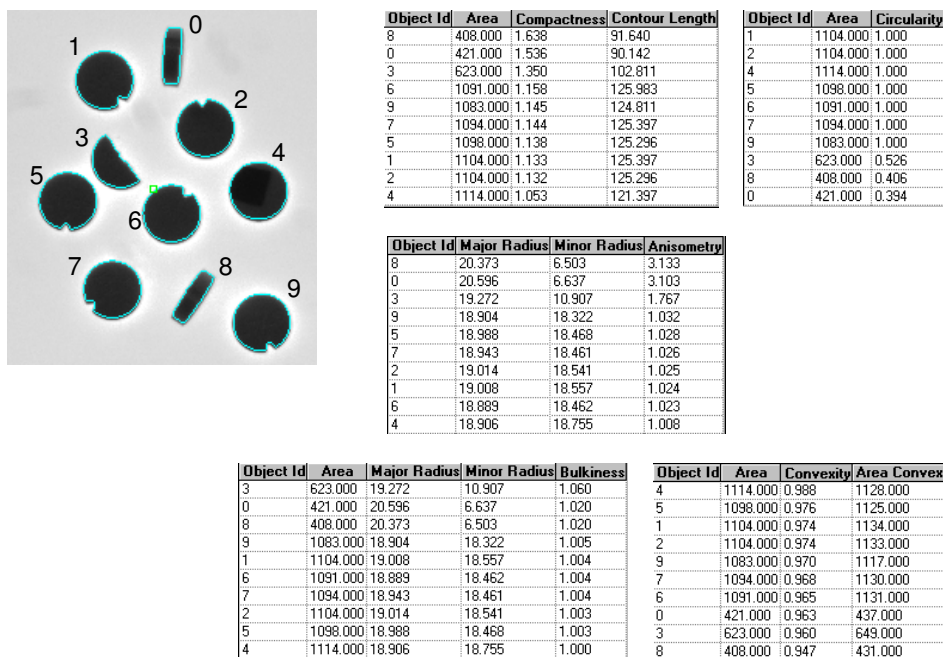 0
1
2
3
4
5
6
7
8
9
Object Id Area Compactness Contour Length
8 408.000 1.638 91.640
0 421.000 1.536 90.142
3 623.000 1.350 102.811
6 1091.000 1.158 125.983
9 1083.000 1.145 124.811
7 1094.000 1.144 125.397
5 1098.000 1.138 125.296
1 1104.000 1.133 125.397
2 1104.000 1.132 125.296
4 1114.000 1.053 121.397
Object Id Area Circularity
1 1104.000 1.000
2 1104.000 1.000
4 1114.000 1.000
5 1098.000 1.000
6 1091.000 1.000
7 1094.000 1.000
9 1083.000 1.000
3 623.000 0.526
8 408.000 0.406
0 421.000 0.394
Object Id Major Radius Minor Radius Anisometry
8 20.373 6.503 3.133
0 20.596 6.637 3.103
3 19.272 10.907 1.767
9 18.904 18.322 1.032
5 18.988 18.468 1.028
7 18.943 18.461 1.026
2 19.014 18.541 1.025
1 19.008 18.557 1.024
6 18.889 18.462 1.023
4 18.906 18.755 1.008
Object Id Area Major Radius Minor Radius Bulkiness
3 623.000 19.272 10.907 1.060
0 421.000 20.596 6.637 1.020
8 408.000 20.373 6.503 1.020
9 1083.000 18.904 18.322 1.005
1 1104.000 19.008 18.557 1.004
6 1091.000 18.889 18.462 1.004
7 1094.000 18.943 18.461 1.004
2 1104.000 19.014 18.541 1.003
5 1098.000 18.988 18.468 1.003
4 1114.000 18.906 18.755 1.000
Object Id Area Convexity Area Convex
4 1114.000 0.988 1128.000
5 1098.000 0.976 1125.000
1 1104.000 0.974 1134.000
2 1104.000 0.974 1133.000
9 1083.000 0.970 1117.000
7 1094.000 0.968 1130.000
6 1091.000 0.965 1131.000
0 421.000 0.963 437.000
3 623.000 0.960 649.000
8 408.000 0.947 431.000